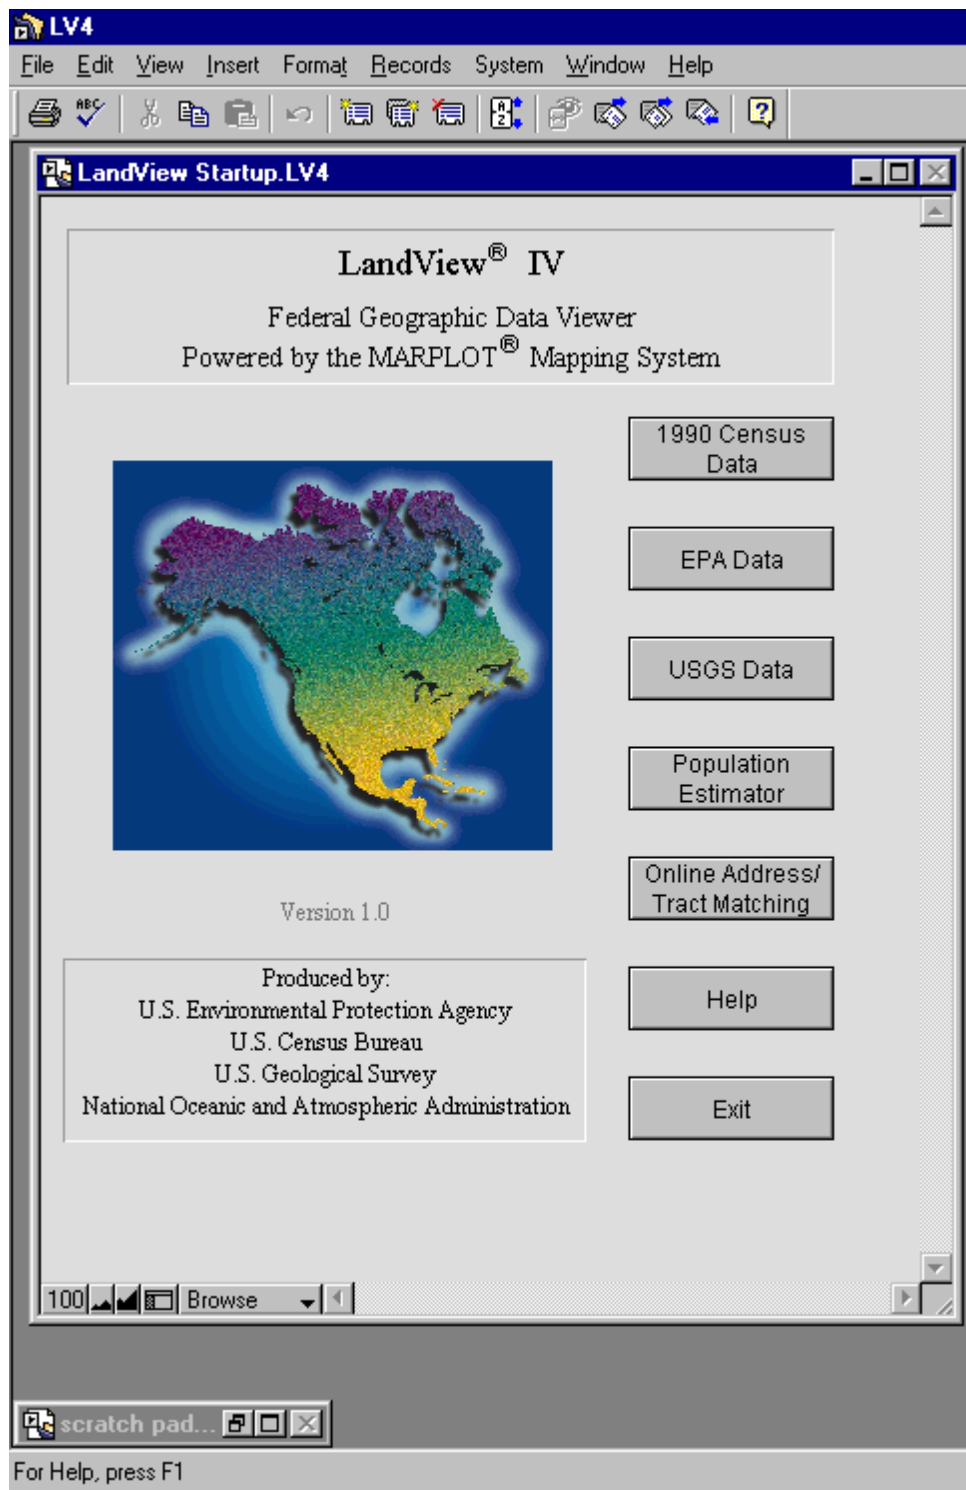 LV4
File Edit View Insert Format Records System Window Help
ABC
A
Z
?
LandView Startup.LV4
LandView® IV
Federal Geographic Data Viewer
Powered by the MARPLOT® Mapping System
1990 Census
Data
EPA Data
USGS Data
Population
Estimator
Online Address/
Tract Matching
Help
Exit
Version 1.0
Produced by:
U.S. Environmental Protection Agency
U.S. Census Bureau
U.S. Geological Survey
National Oceanic and Atmospheric Administration
100 Browse
scratch pad...
For Help, press F1